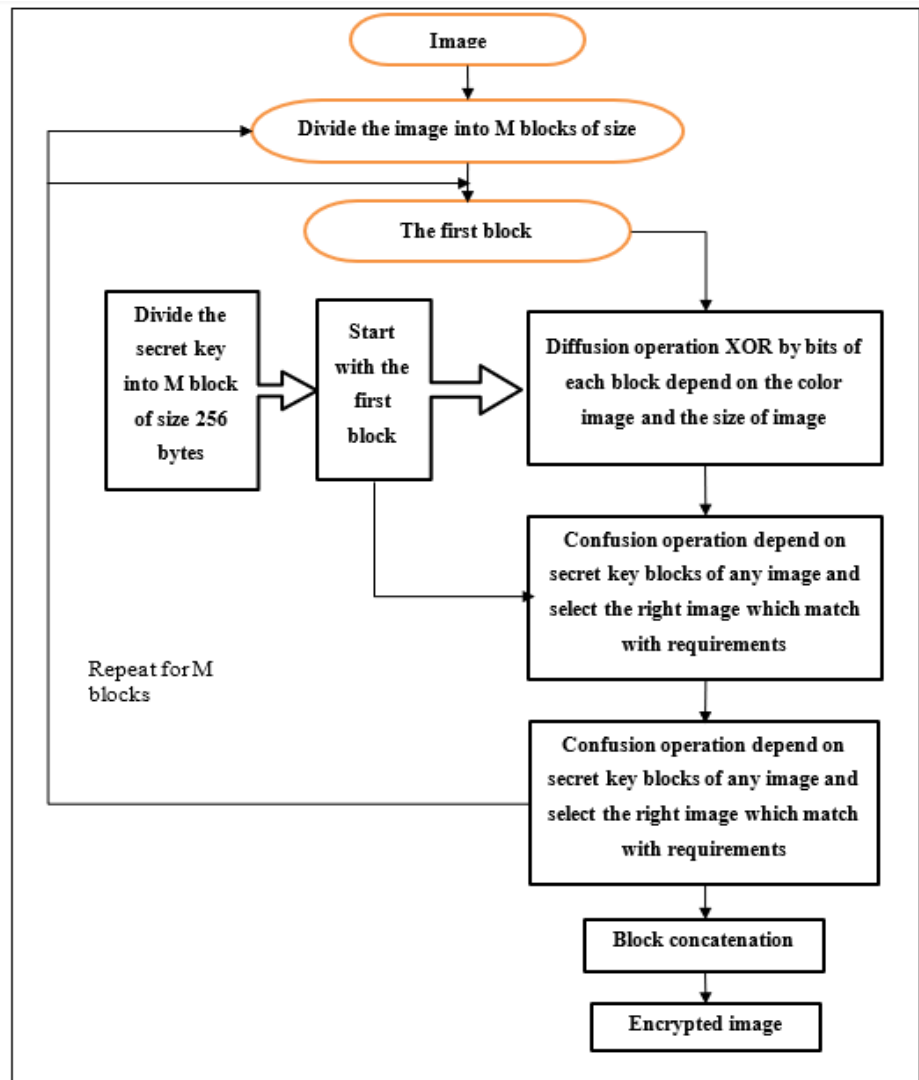 Image
Divide the image into M blocks of size
The first block
Divide the
secret key
into M block
of size 256
bytes
Start
with the
first
block
Diffusion operation XOR by bits of
each block depend on the color
image and the size of image
Confusion operation depend on
secret key blocks of any image and
select the right image which match
with requirements
Repeat for M
blocks
Confusion operation depend on
secret key blocks of any image and
select the right image which match
with requirements
Block concatenation
Encrypted image